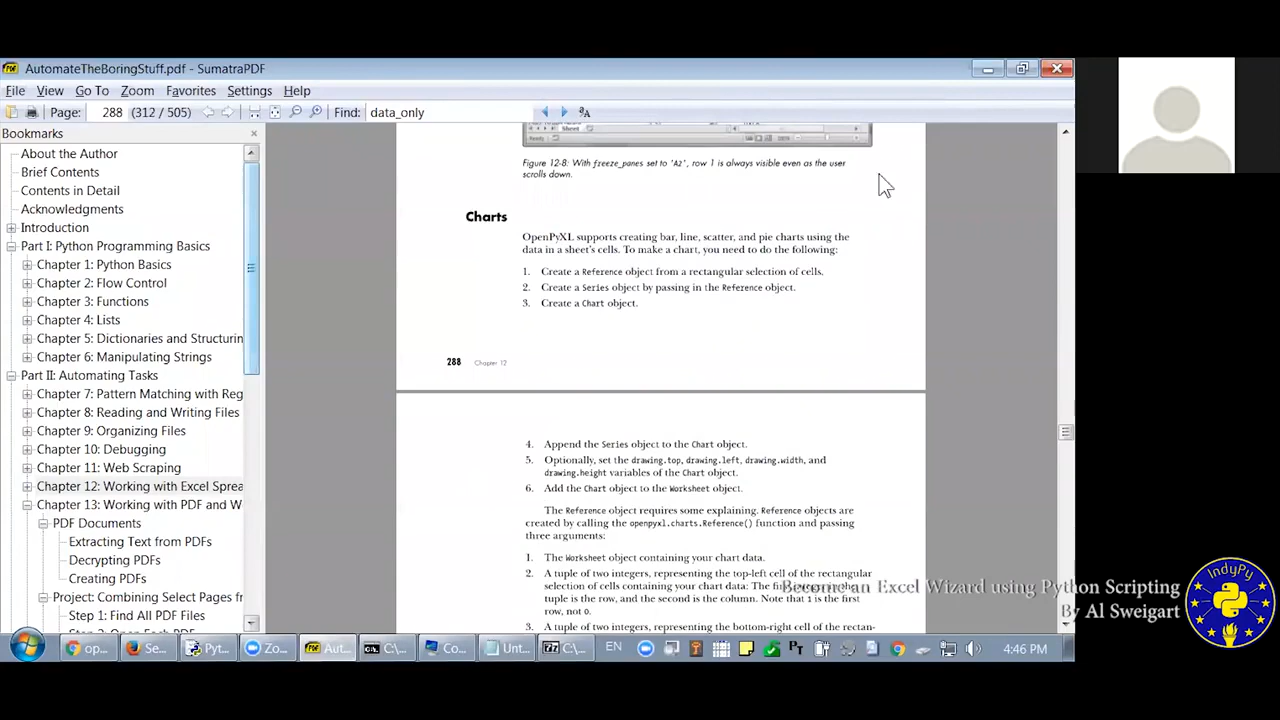 AutomateTheBoringStuff.pdf - SumatraPDF
File View Go To Zoom Favorites Settings Help
Page: 288 (312 / 505) Find: data_only
Bookmarks
About the Author
Brief Contents
Contents in Detail
Acknowledgments
Introduction
Part I: Python Programming Basics
Chapter 1: Python Basics
Chapter 2: Flow Control
Chapter 3: Functions
Chapter 4: Lists
Chapter 5: Dictionaries and Structurin
Chapter 6: Manipulating Strings
Part II: Automating Tasks
Chapter 7: Pattern Matching with Reg
Chapter 8: Reading and Writing Files
Chapter 9: Organizing Files
Chapter 10: Debugging
Chapter 11: Web Scraping
Chapter 12: Working with Excel Sprea
Chapter 13: Working with PDF and W
PDF Documents
Extracting Text from PDFs
Decrypting PDFs
Creating PDFs
Project: Combining Select Pages f
Step 1: Find All PDF Files
Sheet
Ready
Figure 12-8: With freeze_panes set to 'A2', row 1 is always visible even as the user
scrolls down.
Charts
OpenPyXL supports creating bar, line, scatter, and pie charts using the
data in a sheet's cells. To make a chart, you need to do the following:
1. Create a Reference object from a rectangular selection of cells.
2. Create a Series object by passing in the Reference object.
3. Create a Chart object.
288 Chapter 12
4. Append the Series object to the Chart object.
5. Optionally, set the drawing.top, drawing.left, drawing.width, and
drawing.height variables of the Chart object.
6. Add the Chart object to the Worksheet object.
The Reference object requires some explaining. Reference objects are
created by calling the openpyxl.charts.Reference() function and passing
three arguments:
1. The Worksheet object containing your chart data.
2. A tuple of two integers, representing the top-left cell of the rectangular
selection of cells containing your chart data: The
tuple is the row, and the second is the column. Note that 1 is the first
row, not 0.
3. A tuple of two integers, representing the bottom-right cell of the rectan-
Become an Excel Wizard using Python Scripting
By Al Sweigart
IndyPy
op... Se... Pyt... Zo... Aut... C:\... Co... Unt... C:\... EN 4:46 PM